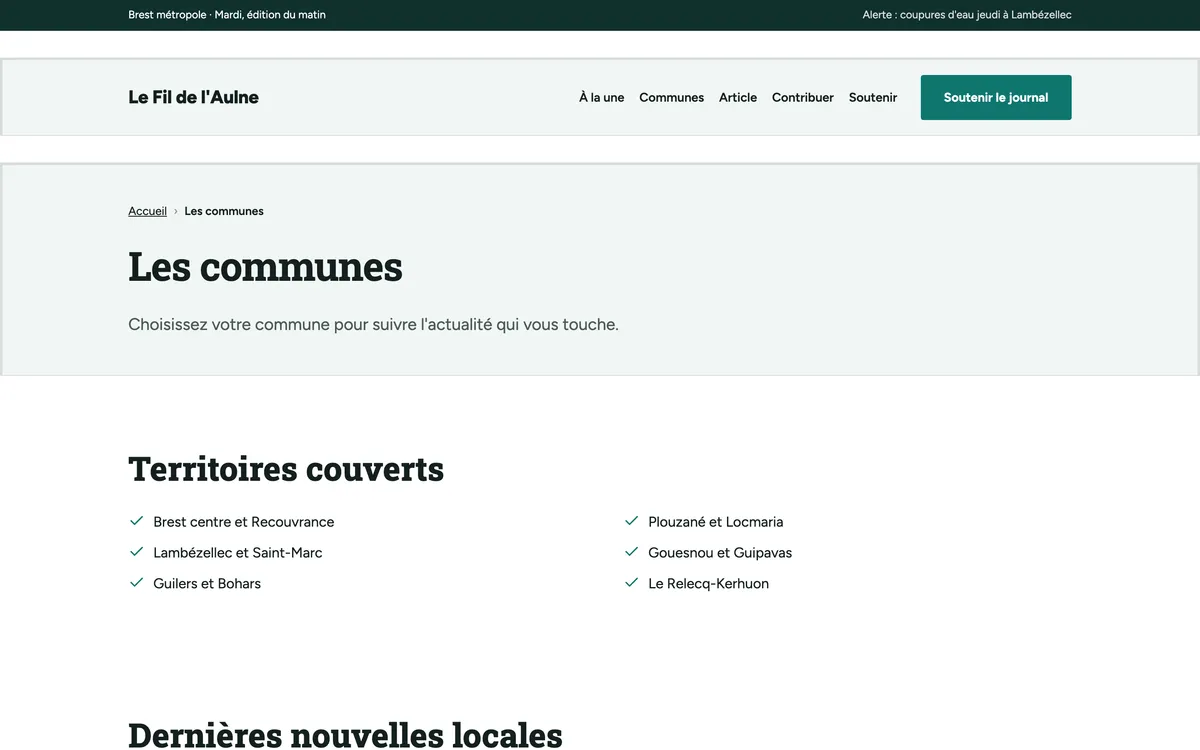 Brest métropole · Mardi, édition du matin
Alerte : coupures d'eau jeudi à Lambézellec
Le Fil de l'Aulne
À la une
Communes
Article
Contribuer
Soutenir
Soutenir le journal
Accueil › Les communes
Les communes
Choisissez votre commune pour suivre l'actualité qui vous touche.
Territoires couverts
Brest centre et Recouvrance
Plouzané et Locmaria
Lambézellec et Saint-Marc
Gouesnou et Guipavas
Guilers et Bohars
Le Relecq-Kerhuon
Dernières nouvelles locales